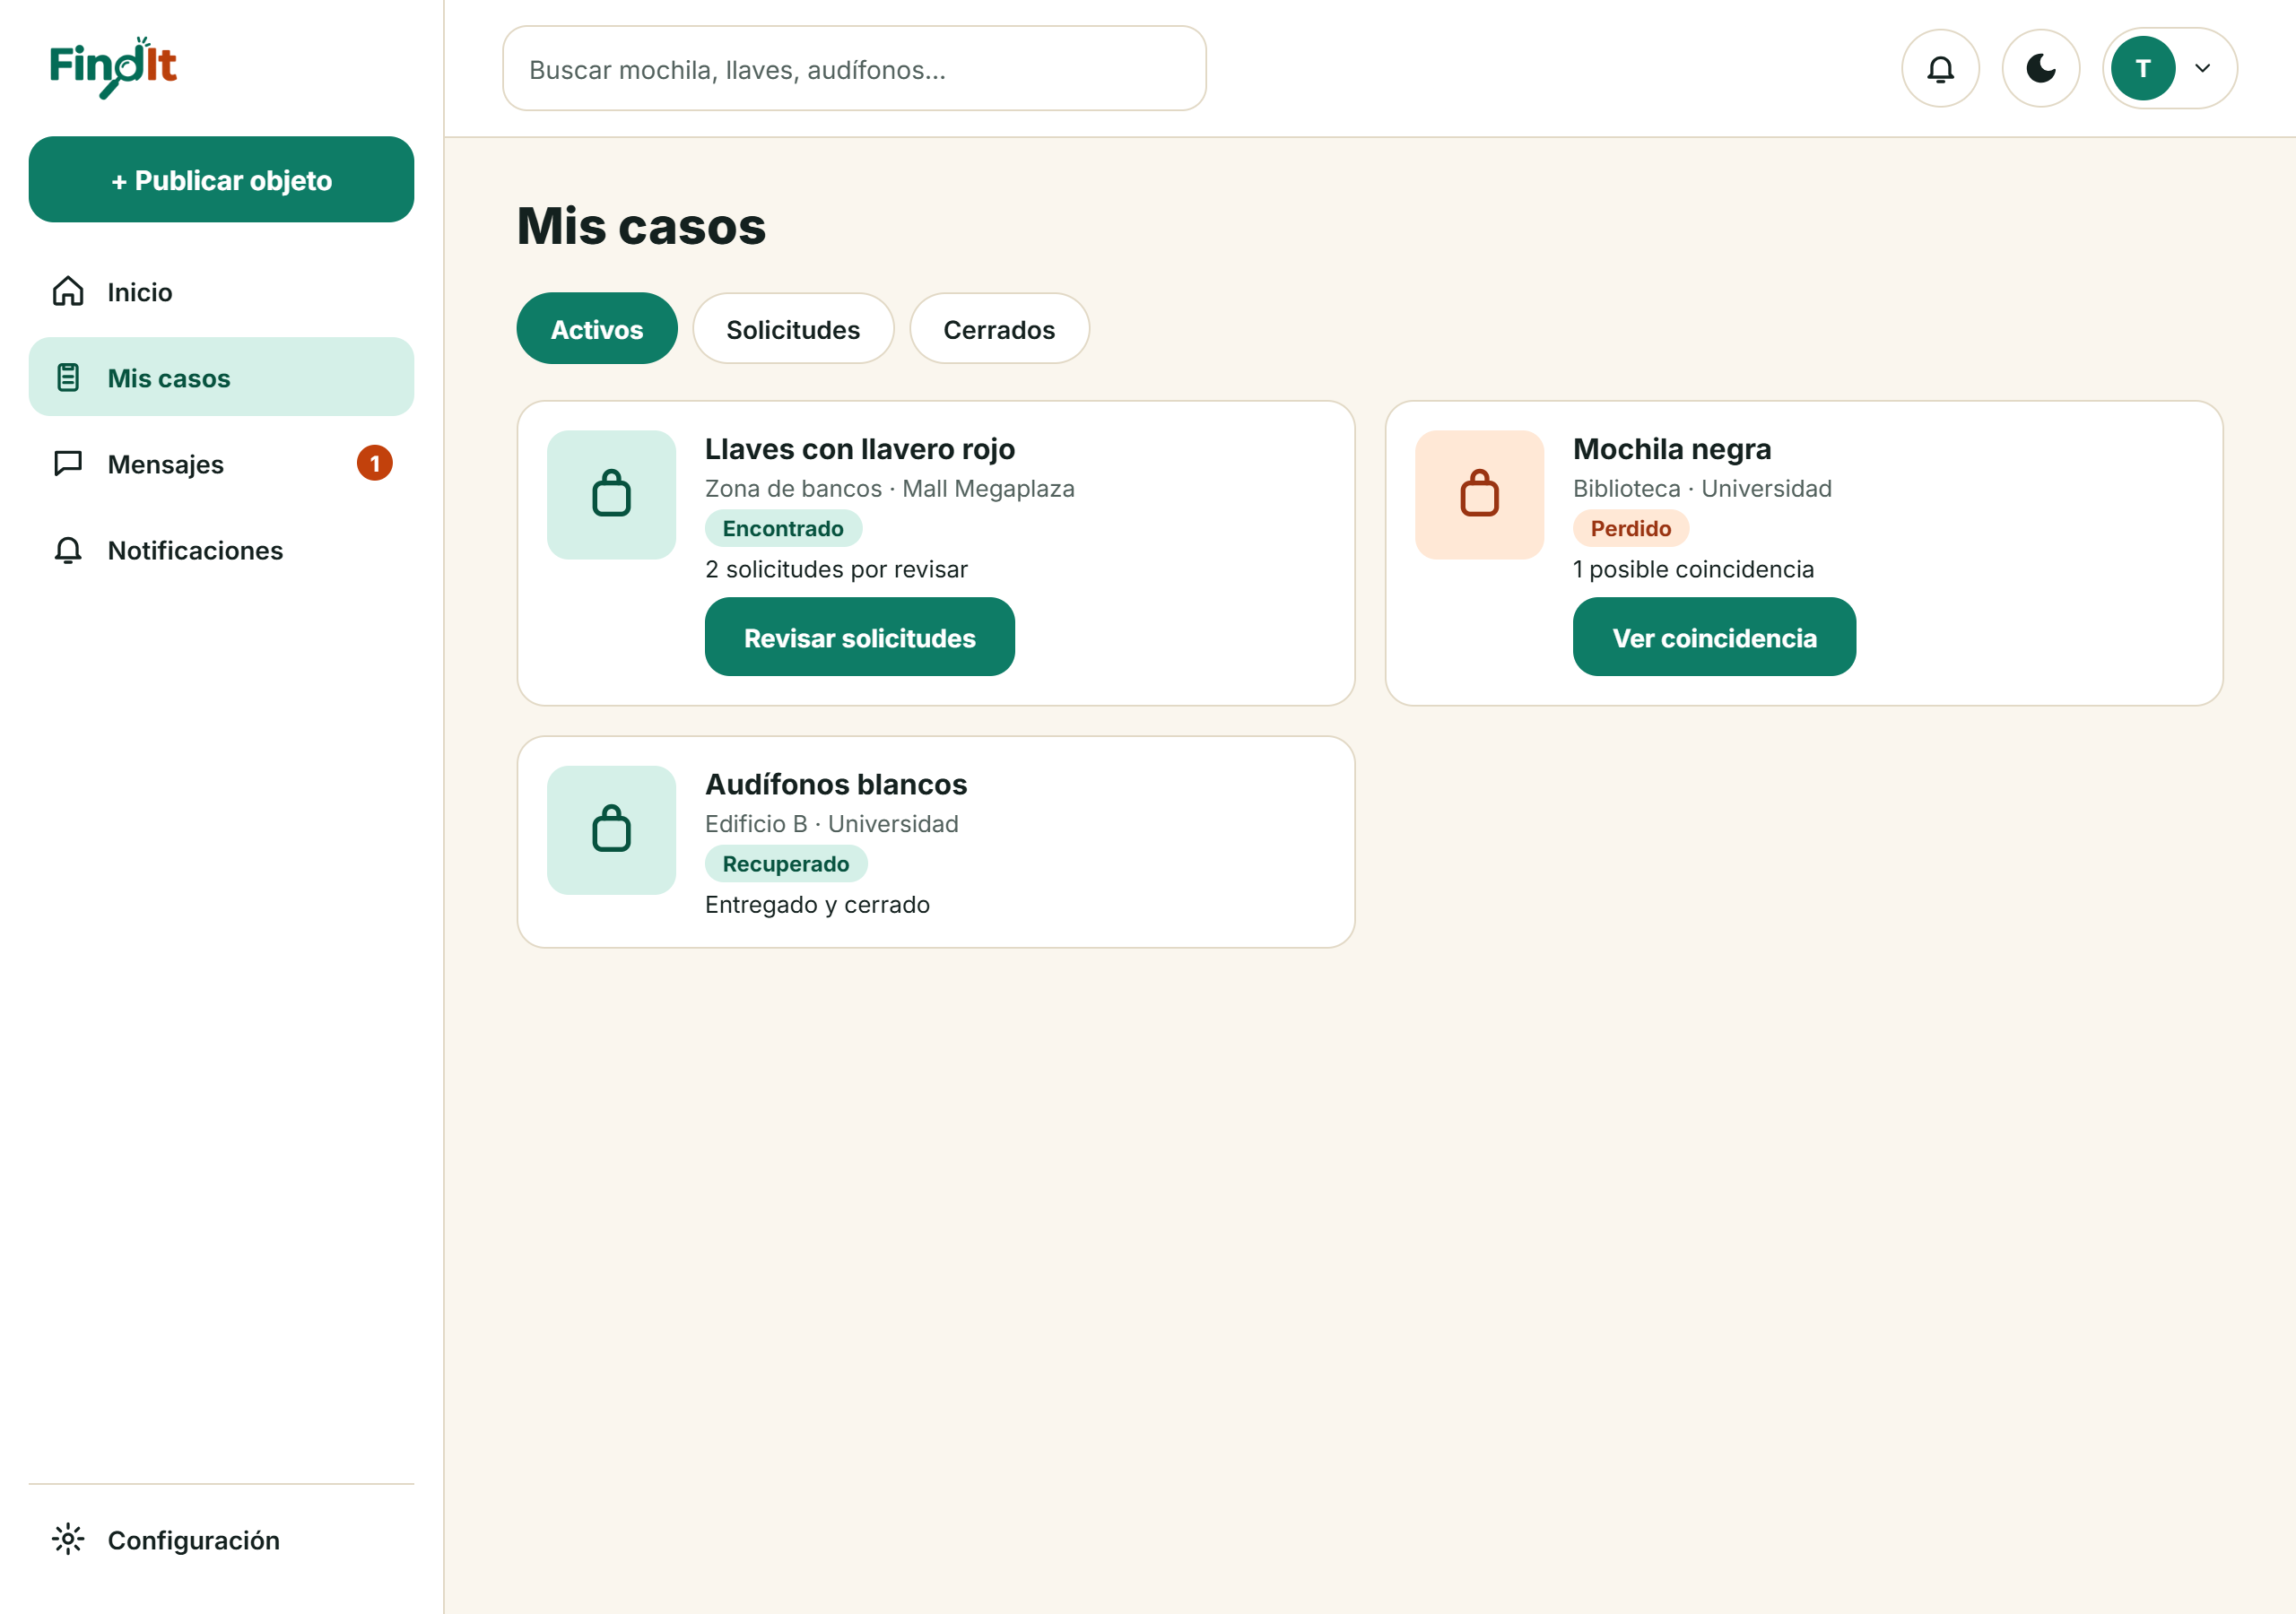 FindIt
Buscar mochila, llaves, audífonos...
T
+ Publicar objeto
Inicio
Mis casos
Mensajes 1
Notificaciones
Configuración
Mis casos
Activos Solicitudes Cerrados
Llaves con llavero rojo
Zona de bancos · Mall Megaplaza
Encontrado
2 solicitudes por revisar
Revisar solicitudes
Mochila negra
Biblioteca · Universidad
Perdido
1 posible coincidencia
Ver coincidencia
Audífonos blancos
Edificio B · Universidad
Recuperado
Entregado y cerrado